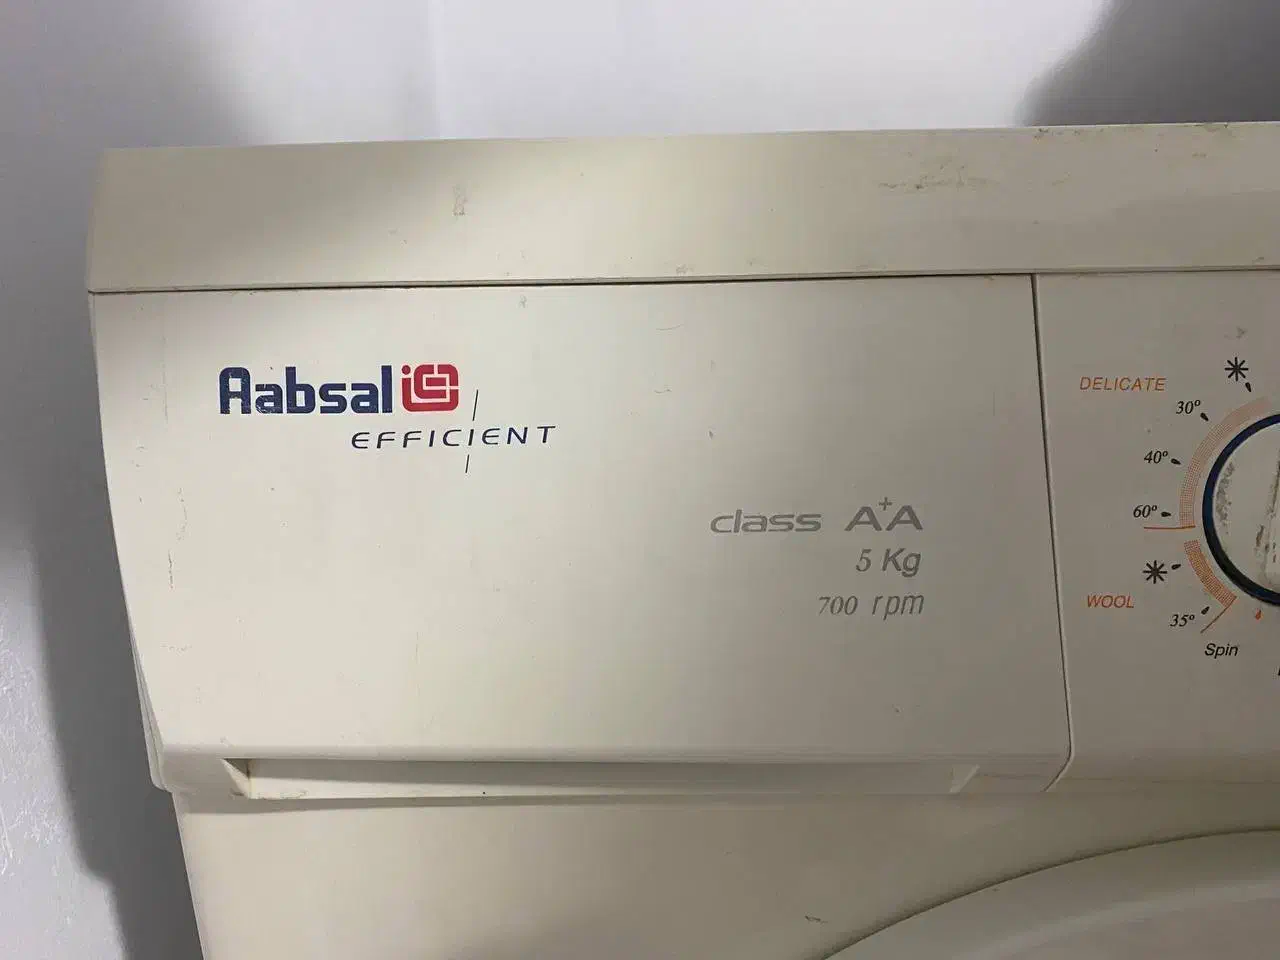 Aabsal
EFFICIENT
class A+A
5 Kg
700 rpm
DELICATE
30°
40°
60°
WOOL
35°
Spin